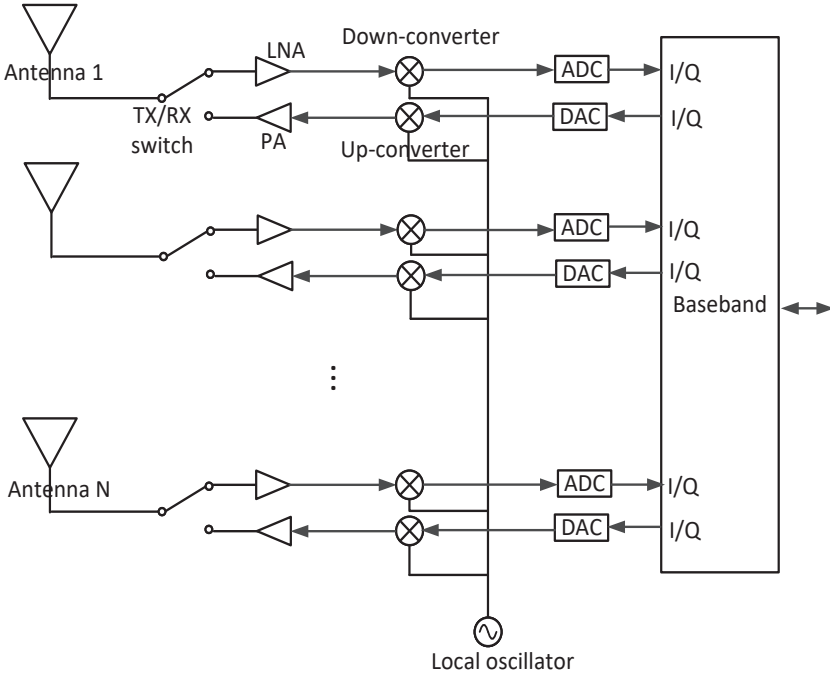 Down-converter
LNA
ADC
I/Q
Antenna 1
TX/RX
switch
PA
Up-converter
DAC
I/Q
ADC
I/Q
DAC
I/Q
Baseband
Antenna N
ADC
I/Q
DAC
I/Q
Local oscillator